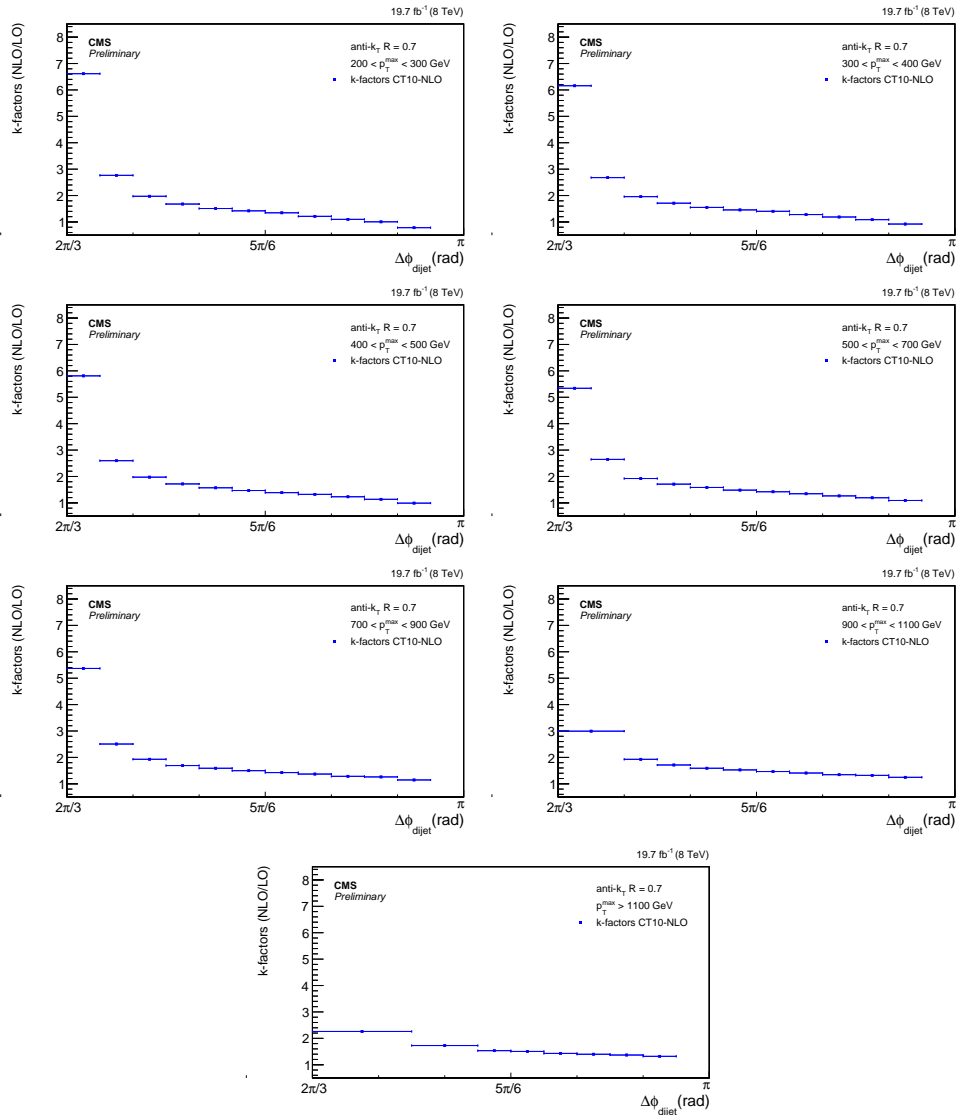 19.7 fb⁻¹ (8 TeV)
k-factors (NLO/LO)
CMS
Preliminary
anti-k_T R = 0.7
200 < p_T^max < 300 GeV
k-factors CT10-NLO
8
7
6
5
4
3
2
1
2π/3
5π/6
π
Δϕ_dijet(rad)
19.7 fb⁻¹ (8 TeV)
k-factors (NLO/LO)
CMS
Preliminary
anti-k_T R = 0.7
300 < p_T^max < 400 GeV
k-factors CT10-NLO
8
7
6
5
4
3
2
1
2π/3
5π/6
π
Δϕ_dijet(rad)
19.7 fb⁻¹ (8 TeV)
k-factors (NLO/LO)
CMS
Preliminary
anti-k_T R = 0.7
400 < p_T^max < 500 GeV
k-factors CT10-NLO
8
7
6
5
4
3
2
1
2π/3
5π/6
π
Δϕ_dijet(rad)
19.7 fb⁻¹ (8 TeV)
k-factors (NLO/LO)
CMS
Preliminary
anti-k_T R = 0.7
500 < p_T^max < 700 GeV
k-factors CT10-NLO
8
7
6
5
4
3
2
1
2π/3
5π/6
π
Δϕ_dijet(rad)
19.7 fb⁻¹ (8 TeV)
k-factors (NLO/LO)
CMS
Preliminary
anti-k_T R = 0.7
700 < p_T^max < 900 GeV
k-factors CT10-NLO
8
7
6
5
4
3
2
1
2π/3
5π/6
π
Δϕ_dijet(rad)
19.7 fb⁻¹ (8 TeV)
k-factors (NLO/LO)
CMS
Preliminary
anti-k_T R = 0.7
900 < p_T^max < 1100 GeV
k-factors CT10-NLO
8
7
6
5
4
3
2
1
2π/3
5π/6
π
Δϕ_dijet(rad)
19.7 fb⁻¹ (8 TeV)
k-factors (NLO/LO)
CMS
Preliminary
anti-k_T R = 0.7
p_T^max > 1100 GeV
k-factors CT10-NLO
8
7
6
5
4
3
2
1
2π/3
5π/6
π
Δϕ_dijet(rad)